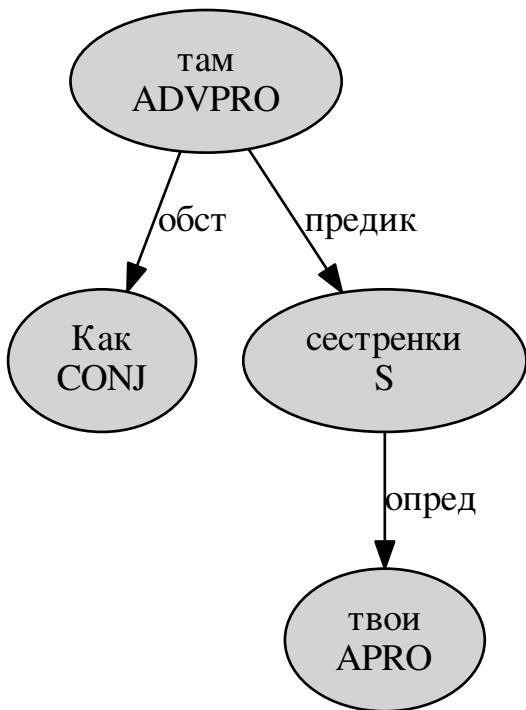 там
ADVPRO
обст
предик
Как
CONJ
сестренки
S
опред
твои
APRO